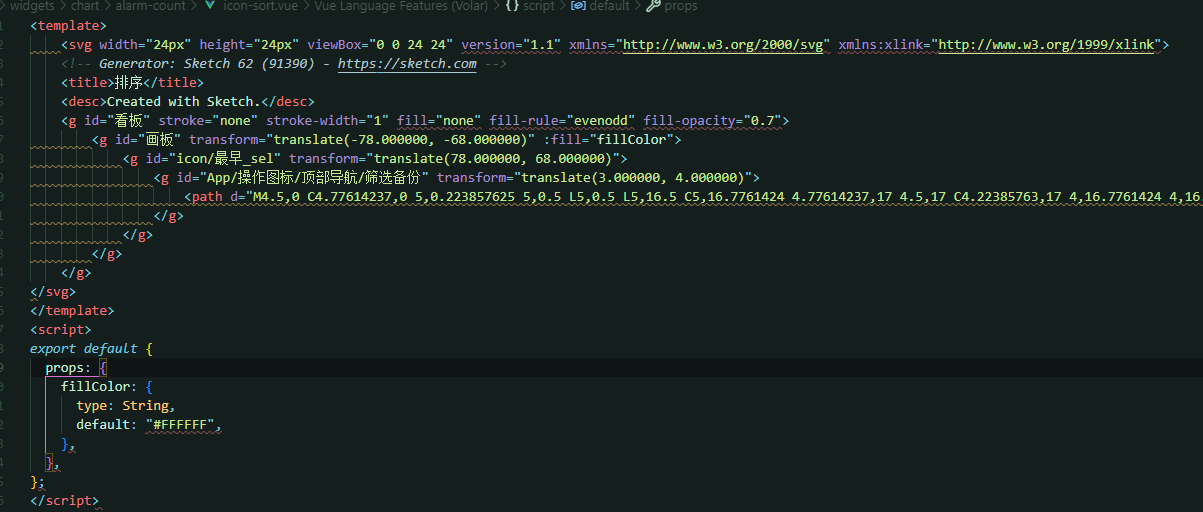 widgets › chart › alarm-count › icon-sort.vue › Vue Language Features (Volar) › {} script › default › props
<template>
<svg width="24px" height="24px" viewBox="0 0 24 24" version="1.1" xmlns="http://www.w3.org/2000/svg" xmlns:xlink="http://www.w3.org/1999/xlink">
<!-- Generator: Sketch 62 (91390) - https://sketch.com -->
<title>排序</title>
<desc>Created with Sketch.</desc>
<g id="看板" stroke="none" stroke-width="1" fill="none" fill-rule="evenodd" fill-opacity="0.7">
<g id="画板" transform="translate(-78.000000, -68.000000)" :fill="fillColor">
<g id="icon/最早_sel" transform="translate(78.000000, 68.000000)">
<g id="App/操作图标/顶部导航/筛选备份" transform="translate(3.000000, 4.000000)">
<path d="M4.5,0 C4.77614237,0 5,0.223857625 5,0.5 L5,0.5 L5,16.5 C5,16.7761424 4.77614237,17 4.5,17 C4.22385763,17 4,16.7761424 4,16.
</g>
</g>
</g>
</g>
</svg>
</template>
<script>
export default {
props: {
fillColor: {
type: String,
default: "#FFFFFF",
},
},
};
</script>